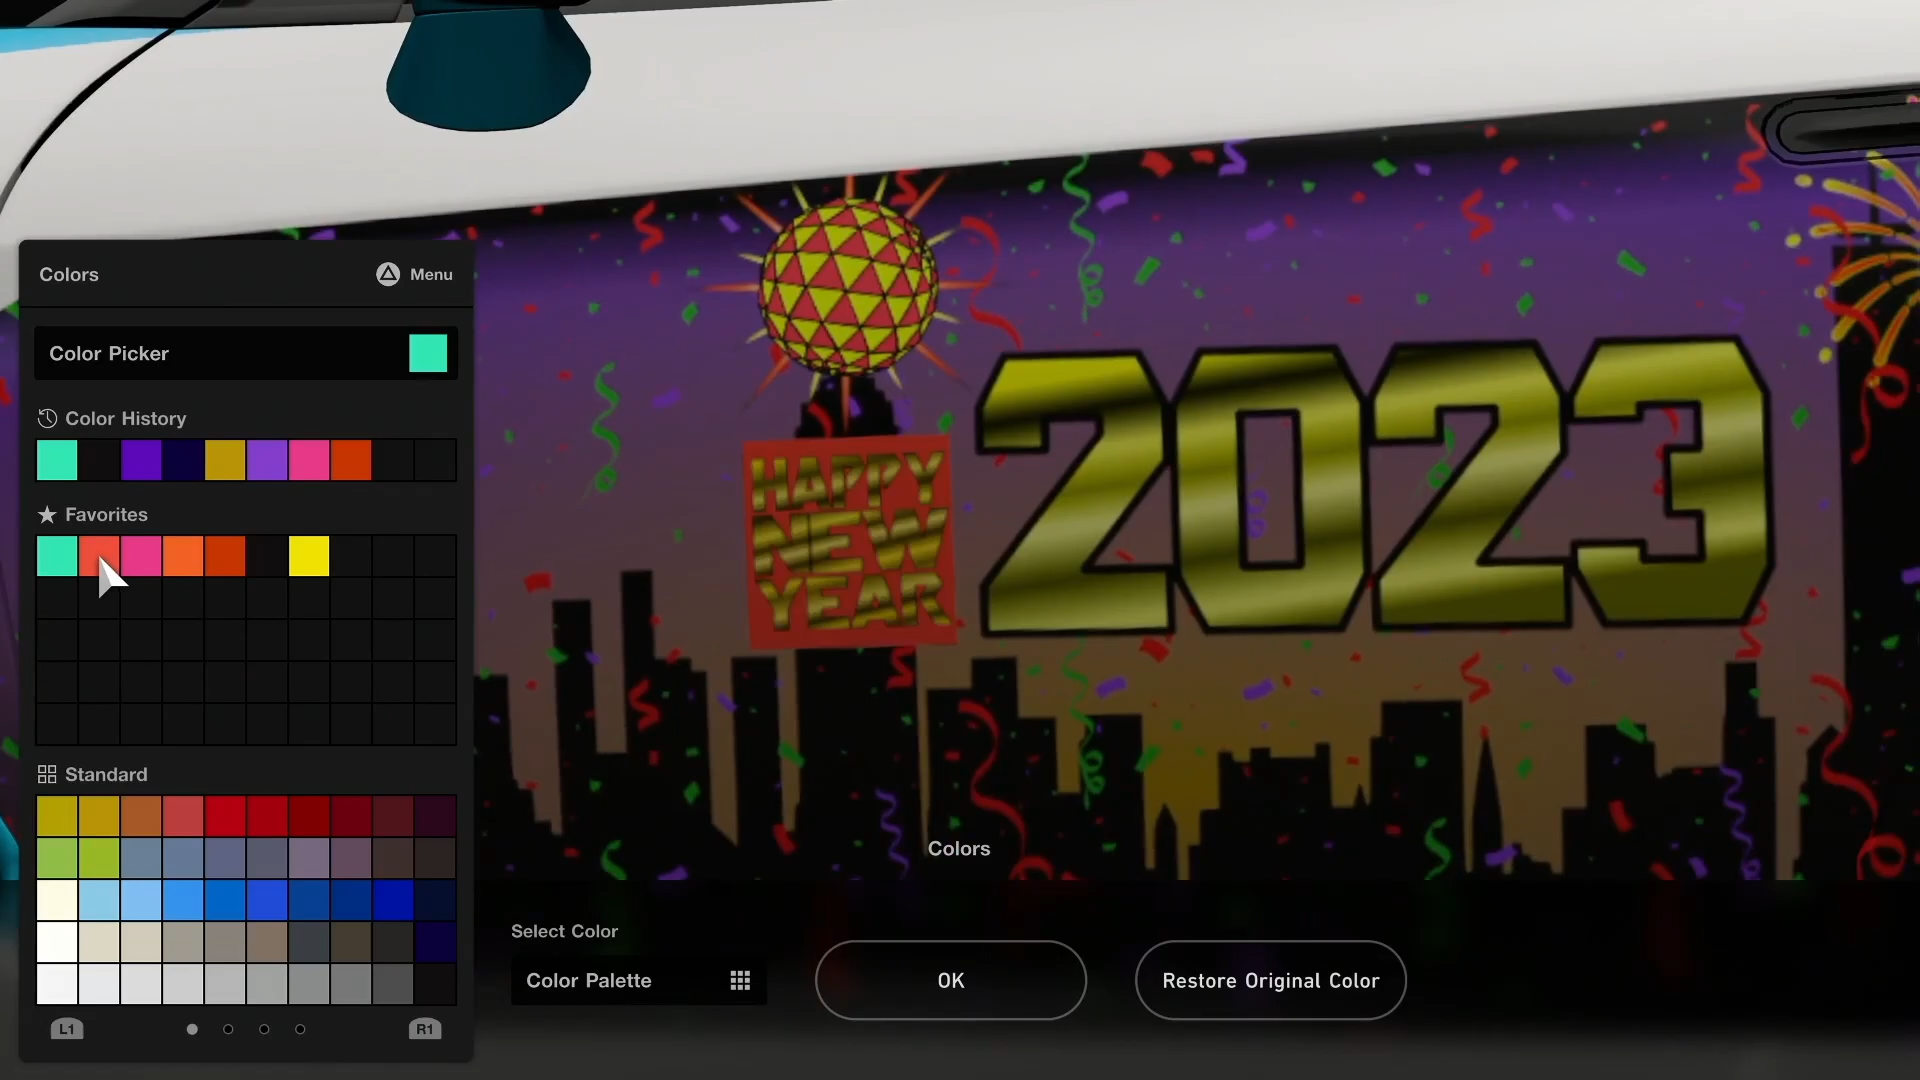 Colors
Menu
Color Picker
Color History
Favorites
Standard
L1
R1
HAPPY
NEW
YEAR
2023
Colors
Select Color
Color Palette
OK
Restore Original Color